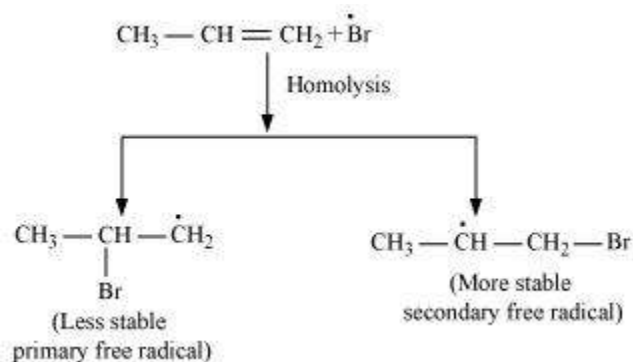 CH₃ — CH = CH₂ + Ḃr
Homolysis
CH₃ — CH — ĊH₂
Br
(Less stable
primary free radical)
CH₃ — ĊH — CH₂ — Br
(More stable
secondary free radical)